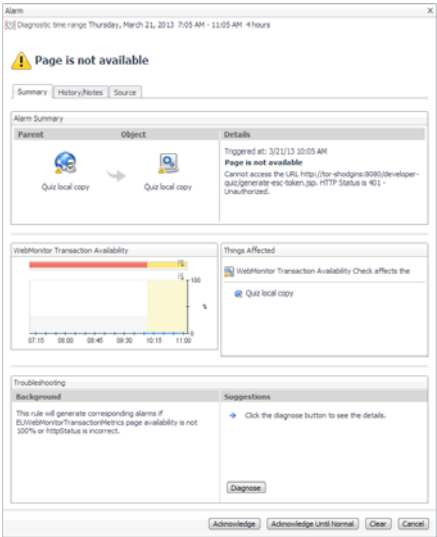 Alarm
X
Diagnostic time range Thursday, March 21, 2013 7:05 AM - 11:05 AM 4 hours
Page is not available
Summary History/Notes Source
Alarm Summary
Parent Object Details
Quiz local copy
Quiz local copy
Triggered at: 3/21/13 10:05 AM
Page is not available
Cannot access the URL http://tor-shodgins:8080/developer-
quiz/generate-esc-token.jsp. HTTP Status is 401 -
Unauthorized.
WebMonitor Transaction Availability
100
%
0
07:15 08:00 08:45 09:30 10:15 11:00
Things Affected
WebMonitor Transaction Availability Check affects the
Quiz local copy
Troubleshooting
Background
This rule will generate corresponding alarms if
EUWebMonitorTransactionMetrics page availability is not
100% or httpStatus is incorrect.
Suggestions
Click the diagnose button to see the details.
Diagnose
Acknowledge Acknowledge Until Normal Clear Cancel